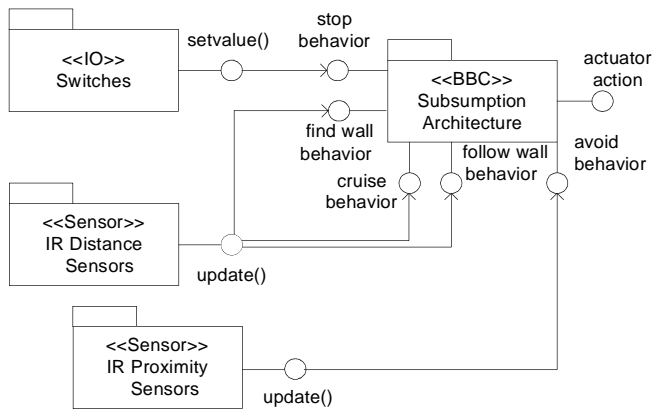 <<IO>>
Switches
setvalue()
stop
behavior
<<BBC>>
Subsumption
Architecture
actuator
action
find wall
behavior
follow wall
behavior
avoid
behavior
cruise
behavior
<<Sensor>>
IR Distance
Sensors
update()
<<Sensor>>
IR Proximity
Sensors
update()